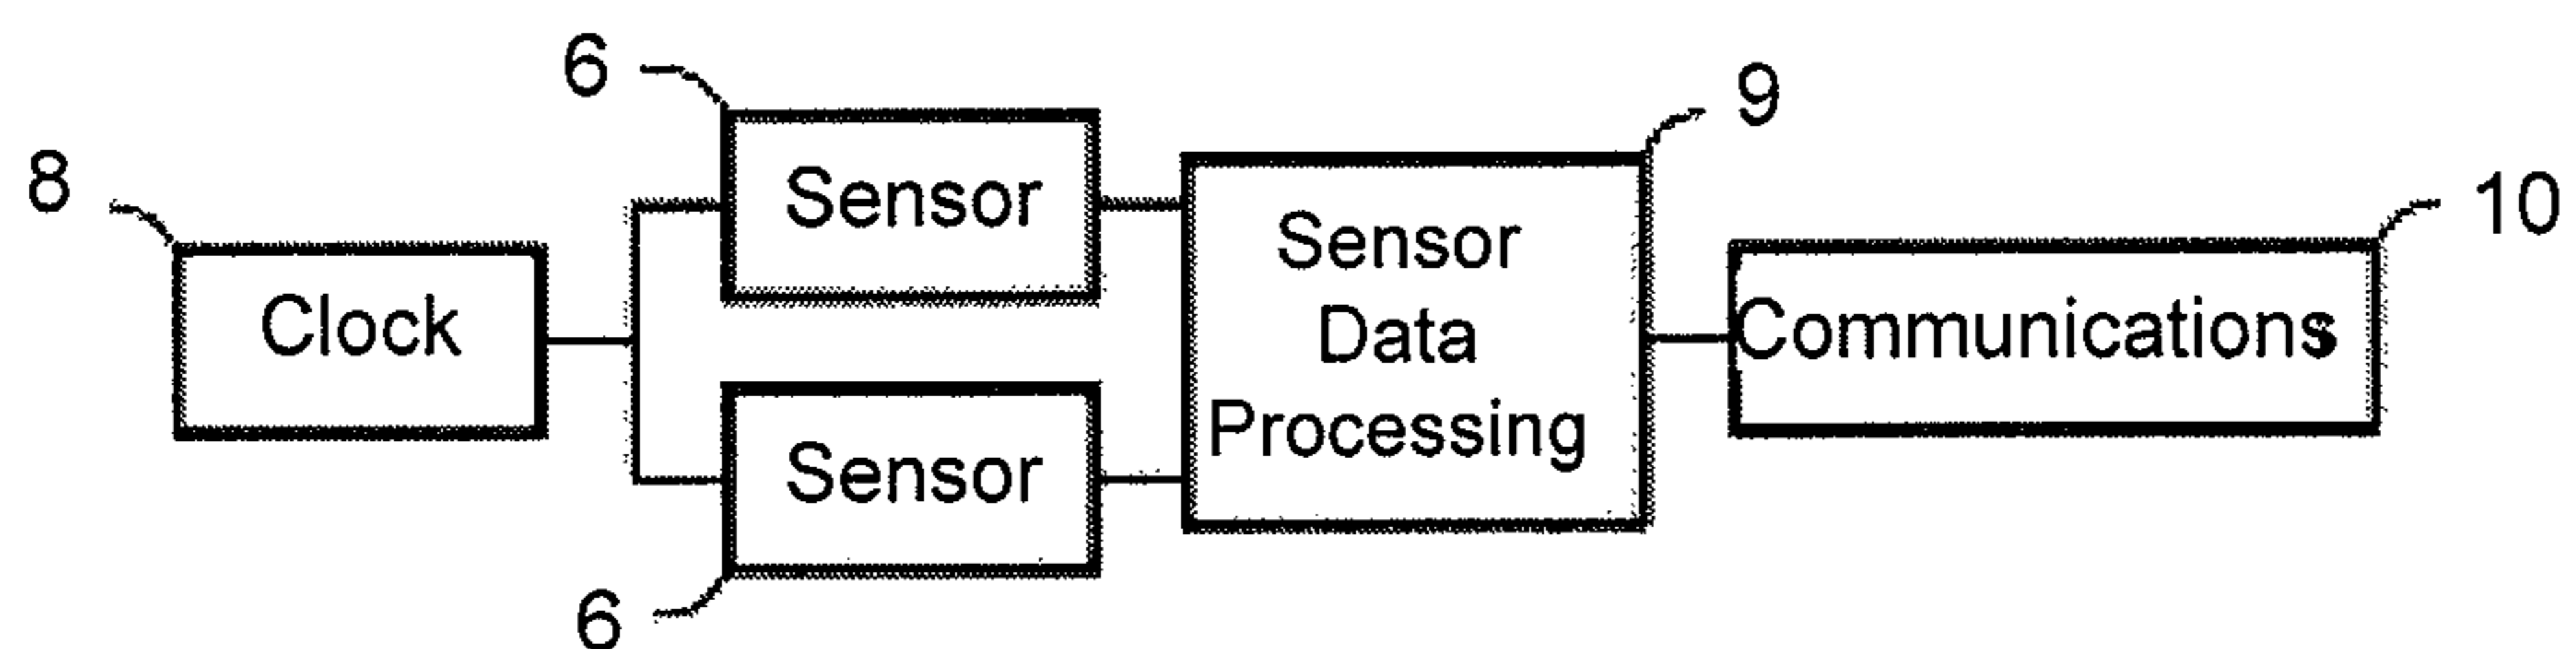 6
9
8
Sensor
10
Sensor
Data
Processing
Clock
Communications
Sensor
6